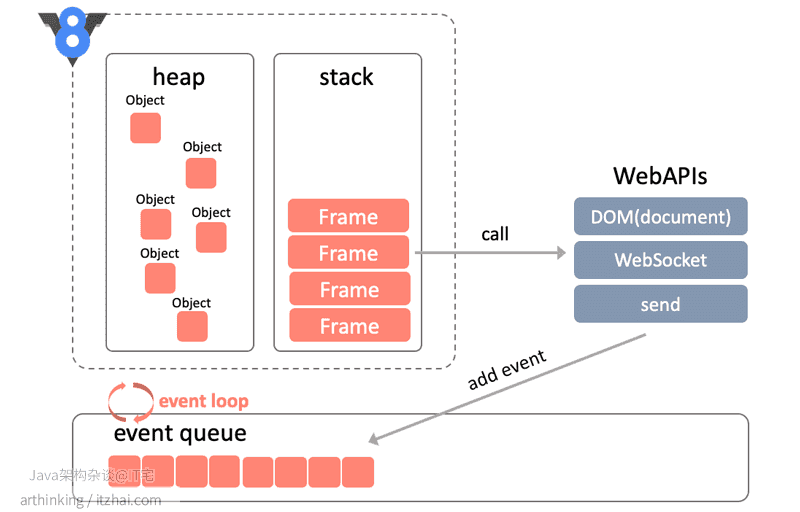 8
heap
stack
Object
Object
Object
Object
Object
Object
Frame
Frame
Frame
Frame
call
WebAPIs
DOM(document)
WebSocket
send
add event
event loop
event queue
Java架构杂谈@IT宅
arthinking / itzhai.com